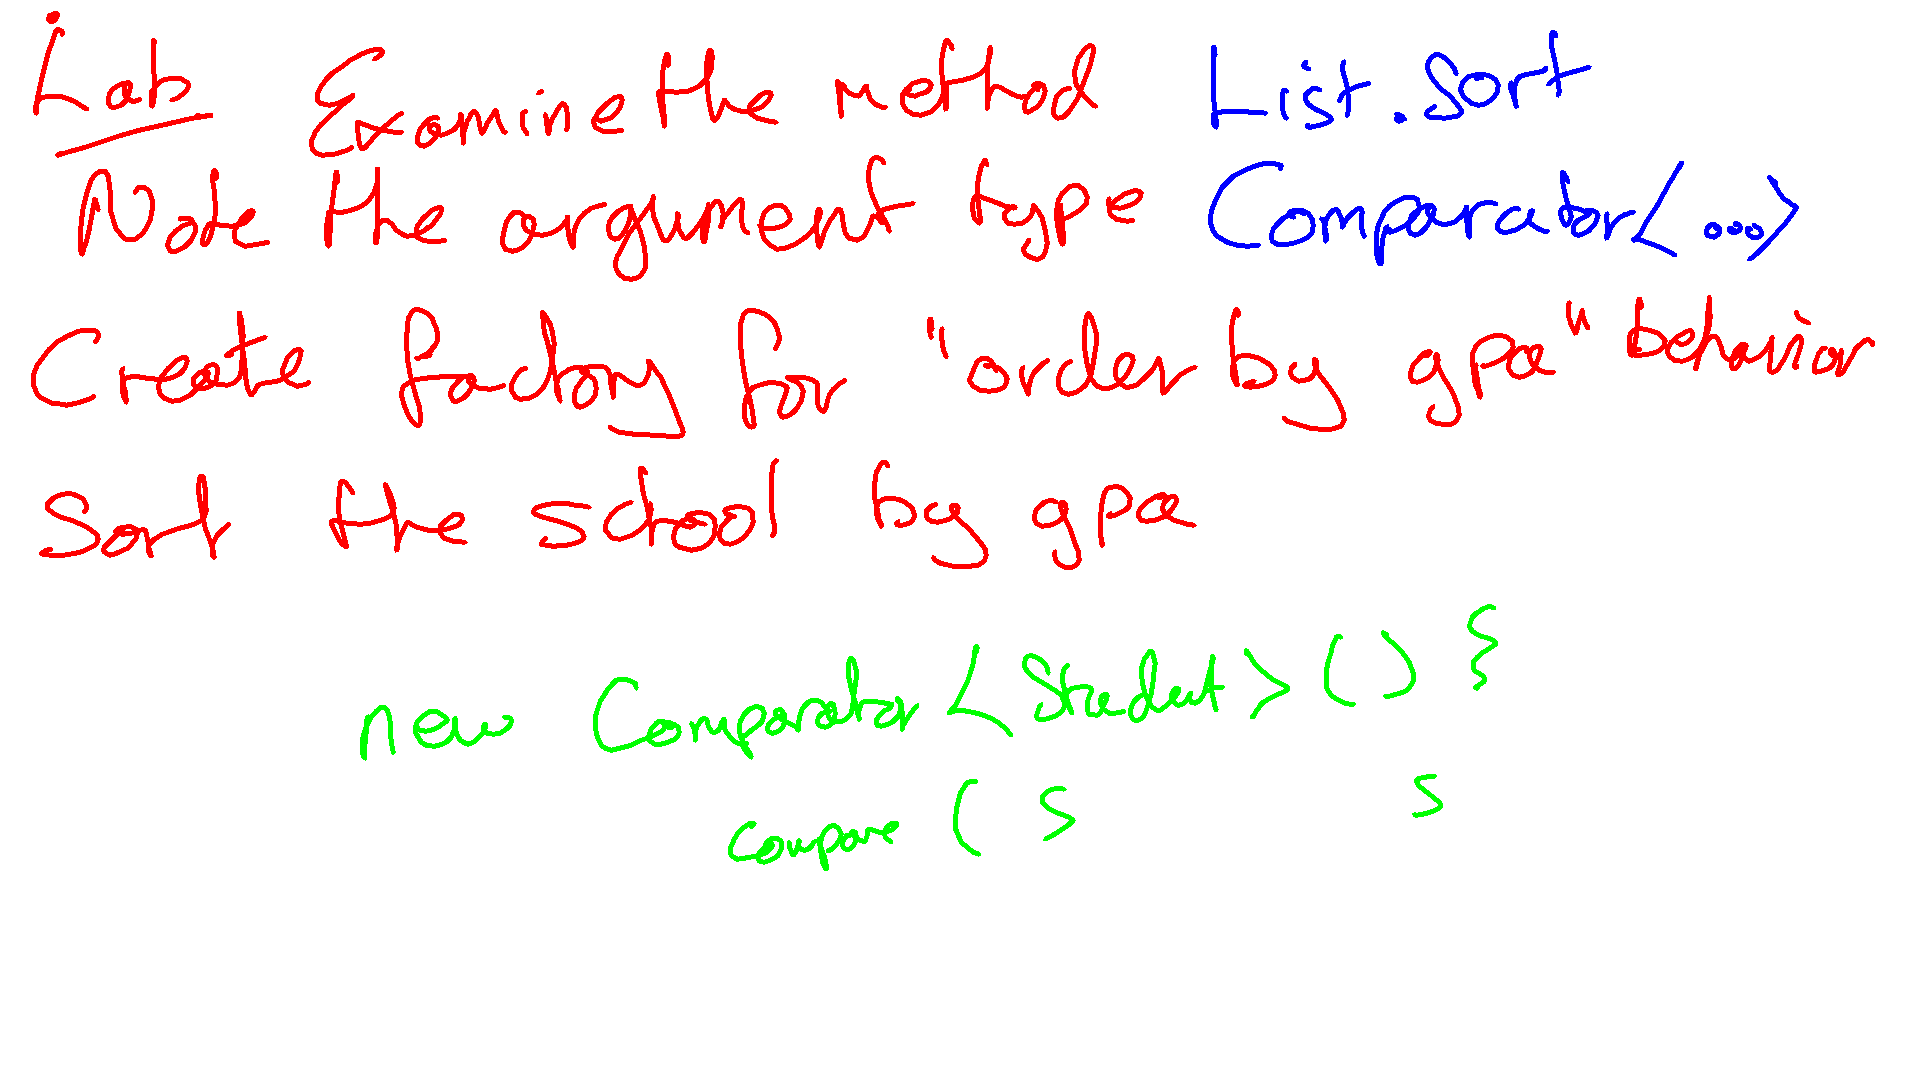 Lab Examine the method List.sort
Note the argument type Comparator<...>
Create factory for "order by gpa" behavior
Sort the school by gpa
new Comparator<Student>() {
compare ( S S